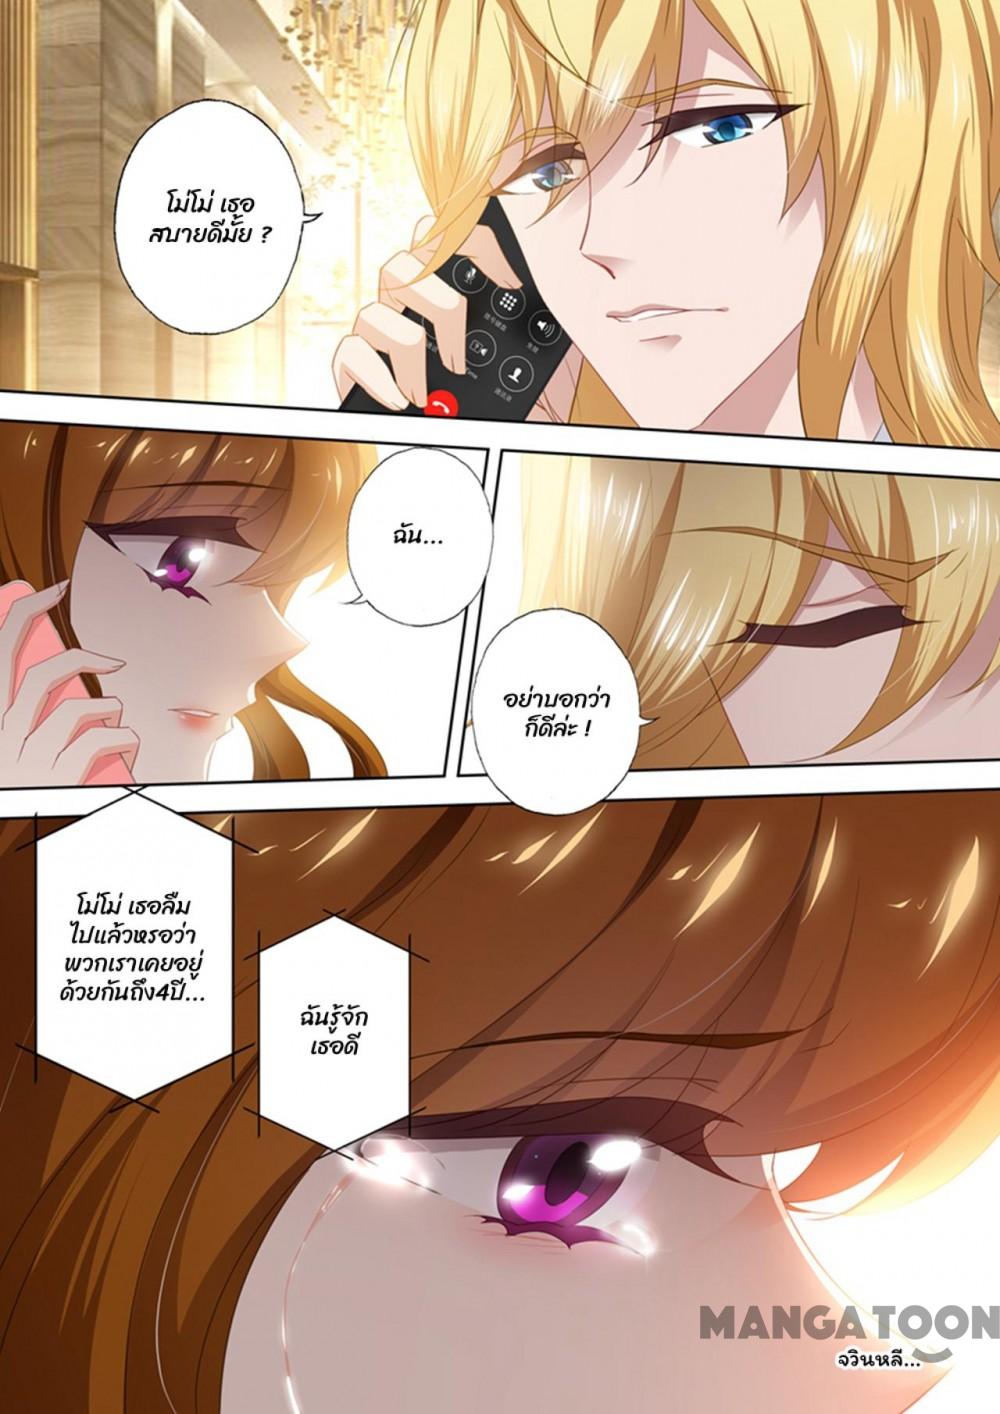 โม่โม่ เธอ
สบายดีมั้ย ?
ฉัน...
อย่าบอกว่า
ก็ดีล่ะ !
โม่โม่ เธอลืม
ไปแล้วหรอว่า
พวกเราเคยอยู่
ด้วยกันถึง4ปี...
ฉันรู้จัก
เธอดี
MANGATOON
จวินหลี...